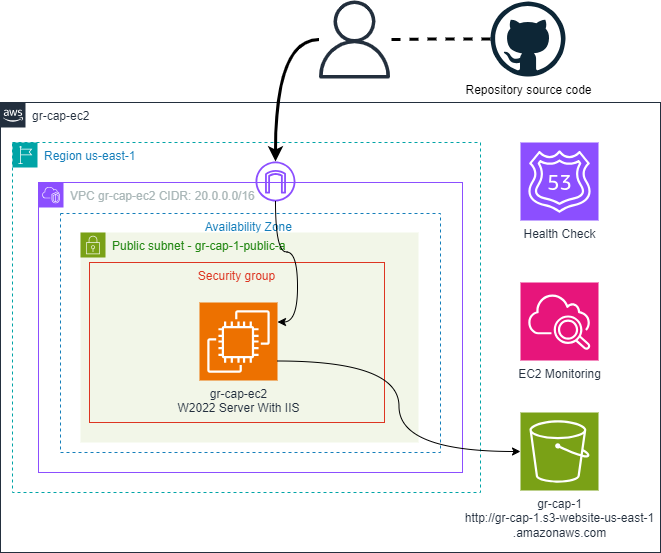 Repository source code
aws
gr-cap-ec2
Region us-east-1
VPC gr-cap-ec2 CIDR: 20.0.0.0/16
Availability Zone
Public subnet - gr-cap-1-public-a
Security group
gr-cap-ec2
W2022 Server With IIS
53
Health Check
EC2 Monitoring
gr-cap-1
http://gr-cap-1.s3-website-us-east-1
.amazonaws.com